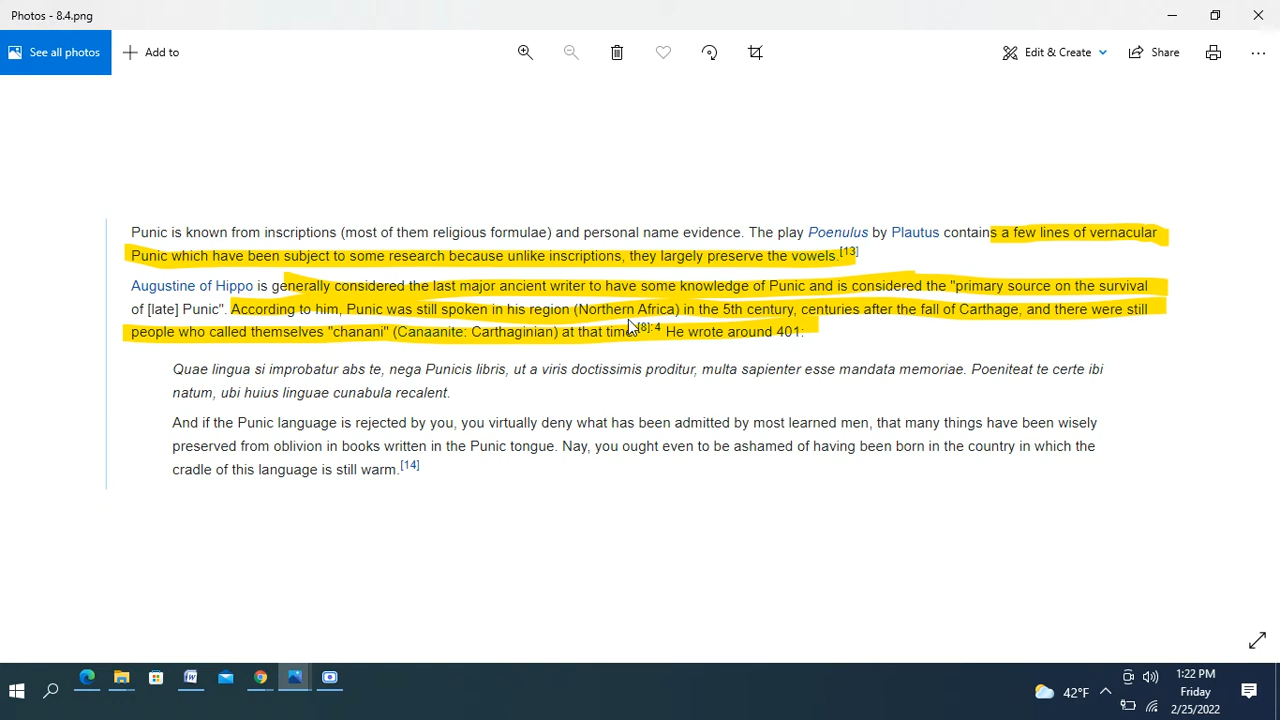 Photos - 8.4.png
See all photos
Add to
Edit & Create
Share
Punic is known from inscriptions (most of them religious formulae) and personal name evidence. The play Poenulus by Plautus contains a few lines of vernacular
Punic which have been subject to some research because unlike inscriptions, they largely preserve the vowels.[13]
Augustine of Hippo is generally considered the last major ancient writer to have some knowledge of Punic and is considered the "primary source on the survival
of [late] Punic". According to him, Punic was still spoken in his region (Northern Africa) in the 5th century, centuries after the fall of Carthage, and there were still
people who called themselves "chanani" (Canaanite: Carthaginian) at that time.[8]:4 He wrote around 401:
Quae lingua si improbatur abs te, nega Punicis libris, ut a viris doctissimis proditur, multa sapienter esse mandata memoriae. Poeniteat te certe ibi
natum, ubi huius linguae cunabula recalent.
And if the Punic language is rejected by you, you virtually deny what has been admitted by most learned men, that many things have been wisely
preserved from oblivion in books written in the Punic tongue. Nay, you ought even to be ashamed of having been born in the country in which the
cradle of this language is still warm.[14]
42°F
1:22 PM
Friday
2/25/2022